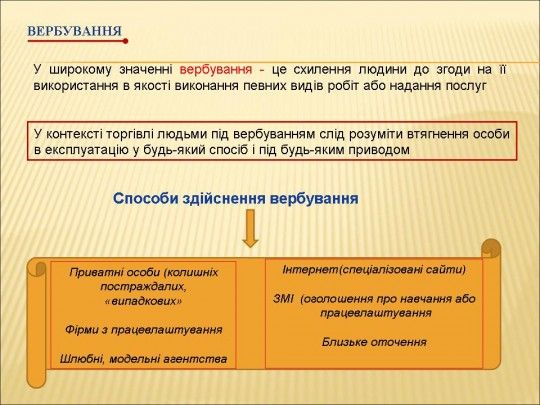 ВЕРБУВАННЯ
У широкому значенні вербування - це схилення людини до згоди на її
використання в якості виконання певних видів робіт або надання послуг
У контексті торгівлі людьми під вербуванням слід розуміти втягнення особи
в експлуатацію у будь-який спосіб і під будь-яким приводом
Способи здійснення вербування
Приватні особи (колишніх
постраждалих,
«випадкових»
Фірми з працевлаштування
Шлюбні, модельні агентства
Інтернет(спеціалізовані сайти)
ЗМІ (оголошення про навчання або
працевлаштування
Близьке оточення